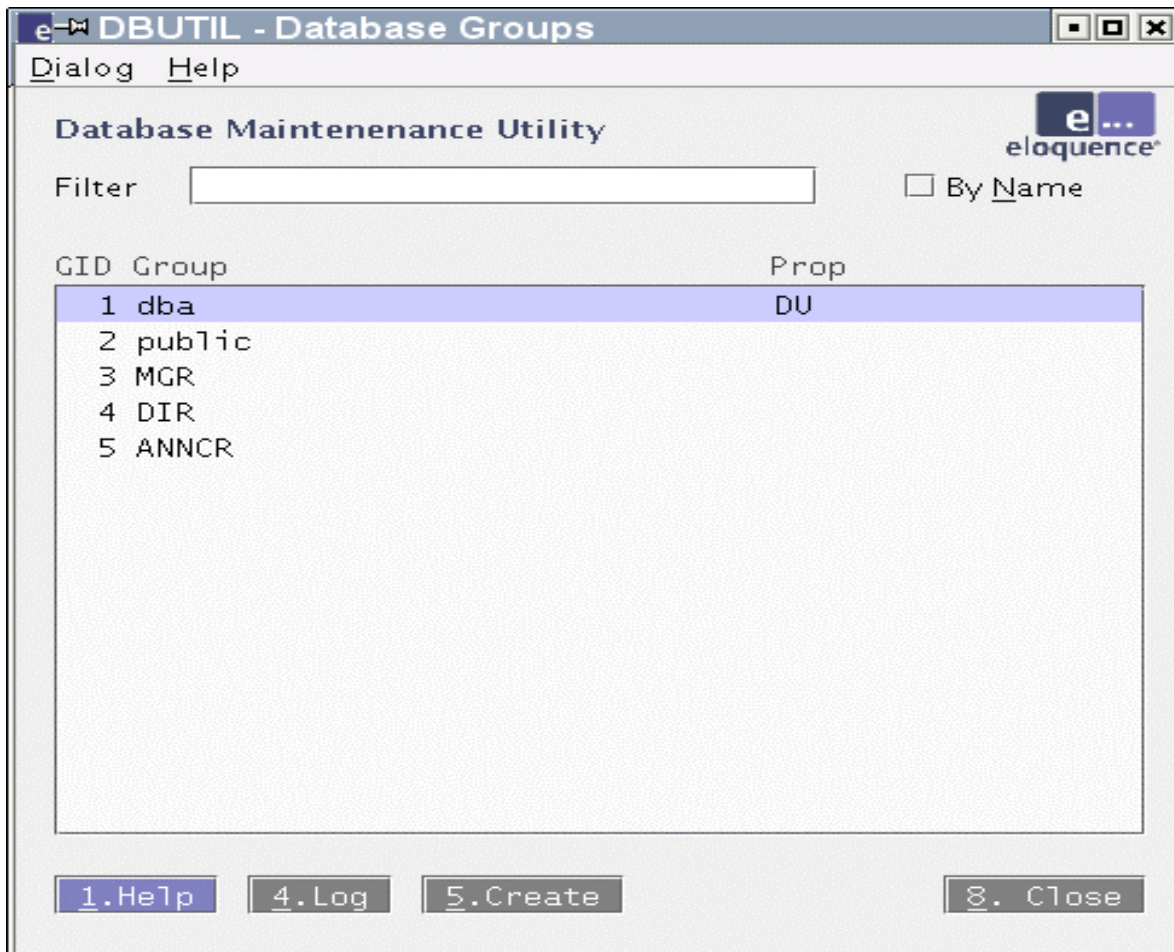 e DBUTIL - Database Groups
Dialog Help
Database Maintenenance Utility
e...
eloquence
Filter
By Name
GID Group Prop
1 dba DU
2 public
3 MGR
4 DIR
5 ANNCR
1.Help 4.Log 5.Create 8. Close